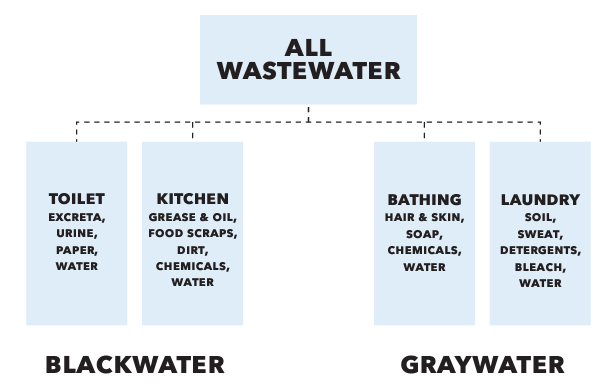 ALL
WASTEWATER
TOILET
EXCRETA,
URINE,
PAPER,
WATER
KITCHEN
GREASE & OIL,
FOOD SCRAPS,
DIRT,
CHEMICALS,
WATER
BATHING
HAIR & SKIN,
SOAP,
CHEMICALS,
WATER
LAUNDRY
SOIL,
SWEAT,
DETERGENTS,
BLEACH,
WATER
BLACKWATER
GRAYWATER